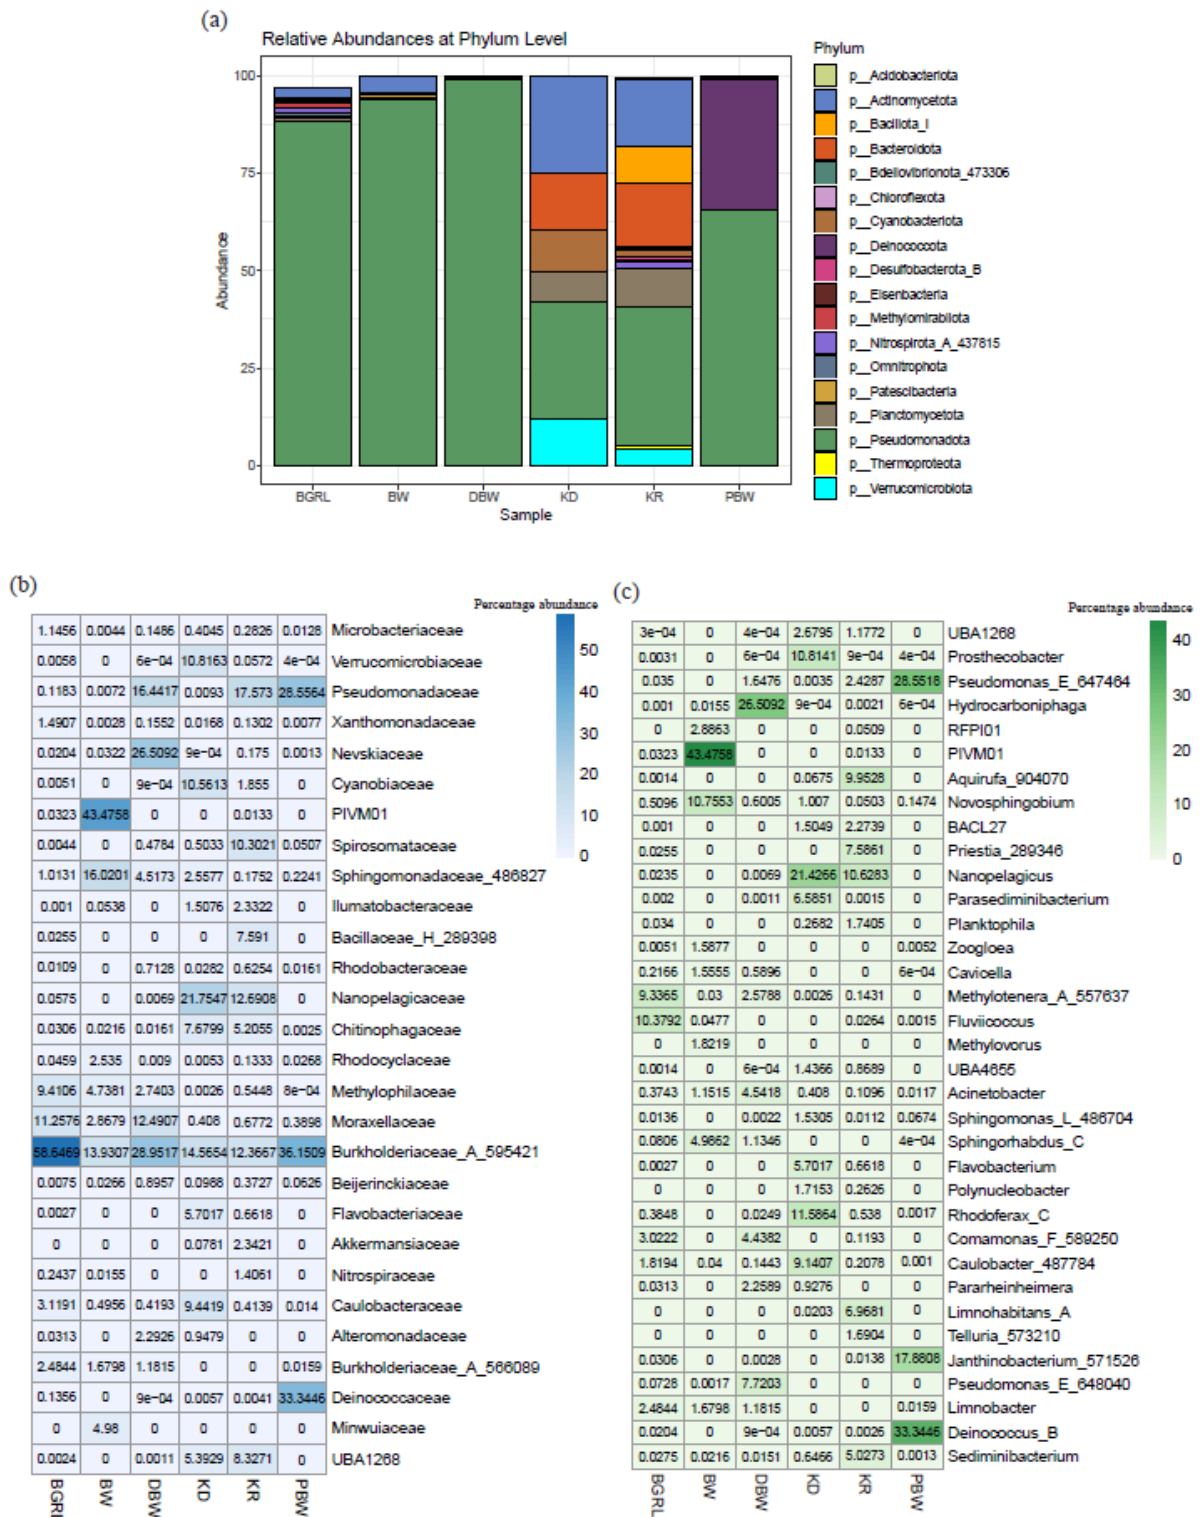 (a)
Relative Abundances at Phylum Level
100
75
50
25
0
Abundance
BGRL BW DBW KD KR PBW
Sample
Phylum
p__Acidobacteriota
p__Actinomycetota
p__Bacillota_I
p__Bacteroidota
p__Bdellovibrionota_473306
p__Chloroflexota
p__Cyanobacteriota
p__Deinococcota
p__Desulfobacterota_B
p__Eisenbacteria
p__Methylomirabilota
p__Nitrospirota_A_437815
p__Omnitrophota
p__Patescibacteria
p__Planctomycetota
p__Pseudomonadota
p__Thermoproteota
p__Verrucomicrobiota
(b)
Percentage abundance
50
40
30
20
10
0
1.1456 0.0044 0.1486 0.4045 0.2826 0.0128 Microbacteriaceae
0.0058 0 6e-04 10.8163 0.0572 4e-04 Verrucomicrobiaceae
0.1183 0.0072 16.4417 0.0093 17.573 28.5564 Pseudomonadaceae
1.4907 0.0028 0.1552 0.0168 0.1302 0.0077 Xanthomonadaceae
0.0204 0.0322 26.5092 9e-04 0.175 0.0013 Nevskiaceae
0.0051 0 9e-04 10.5613 1.855 0 Cyanobiaceae
0.0323 43.4758 0 0 0.0133 0 PIVM01
0.0044 0 0.4784 0.5033 10.3021 0.0507 Spirosomataceae
1.0131 16.0201 4.5173 2.5577 0.1752 0.2241 Sphingomonadaceae_486827
0.001 0.0538 0 1.5076 2.3322 0 Ilumatobacteraceae
0.0255 0 0 0 7.591 0 Bacillaceae_H_289398
0.0109 0 0.7128 0.0282 0.6254 0.0161 Rhodobacteraceae
0.0575 0 0.0069 21.7547 12.6908 0 Nanopelagicaceae
0.0306 0.0216 0.0161 7.6799 5.2055 0.0025 Chitinophagaceae
0.0459 2.535 0.009 0.0053 0.1333 0.0268 Rhodocyclaceae
9.4106 4.7381 2.7403 0.0026 0.5448 8e-04 Methylophilaceae
11.2576 2.8679 12.4907 0.408 0.6772 0.3898 Moraxellaceae
58.6469 13.9307 28.9517 14.5654 12.3667 36.1509 Burkholderiaceae_A_595421
0.0075 0.0266 0.8957 0.0988 0.3727 0.0626 Beijerinckiaceae
0.0027 0 0 5.7017 0.6618 0 Flavobacteriaceae
0 0 0 0.0781 2.3421 0 Akkermansiaceae
0.2437 0.0155 0 0 1.4061 0 Nitrospiraceae
3.1191 0.4956 0.4193 9.4419 0.4139 0.014 Caulobacteraceae
0.0313 0 2.2926 0.9479 0 0 Alteromonadaceae
2.4844 1.6798 1.1815 0 0 0.0159 Burkholderiaceae_A_566089
0.1356 0 9e-04 0.0057 0.0041 33.3446 Deinococcaceae
0 4.98 0 0 0 0 Minwuiaceae
0.0024 0 0.0011 5.3929 8.3271 0 UBA1268
BGRL BW DBW KD KR PBW
(c)
Percentage abundance
40
30
20
10
0
3e-04 0 4e-04 2.6795 1.1772 0 UBA1268
0.0031 0 6e-04 10.8141 9e-04 4e-04 Prosthecobacter
0.035 0 1.6476 0.0035 2.4287 28.5518 Pseudomonas_E_647464
0.001 0.0155 26.5092 9e-04 0.0021 6e-04 Hydrocarboniphaga
0 2.8863 0 0 0.0509 0 RFPI01
0.0323 43.4758 0 0 0.0133 0 PIVM01
0.0014 0 0 0.0675 9.9528 0 Aquirufa_904070
0.5096 10.7553 0.6005 1.007 0.0503 0.1474 Novosphingobium
0.001 0 0 1.5049 2.2739 0 BACL27
0.0255 0 0 0 7.5861 0 Priestia_289346
0.0235 0 0.0069 21.4266 10.6283 0 Nanopelagicus
0.002 0 0.0011 6.5851 0.0015 0 Parasediminibacterium
0.034 0 0 0.2682 1.7405 0 Planktophila
0.0051 1.5877 0 0 0 0.0052 Zoogloea
0.2166 1.5555 0.5896 0 0 6e-04 Cavicella
9.3365 0.03 2.5788 0.0026 0.1431 0 Methylotenera_A_557637
10.3792 0.0477 0 0 0.0264 0.0015 Fluviicoccus
0 1.8219 0 0 0 0 Methylovorus
0.0014 0 6e-04 1.4366 0.8689 0 UBA4655
0.3743 1.1515 4.5418 0.408 0.1096 0.0117 Acinetobacter
0.0136 0 0.0022 1.5305 0.0112 0.0674 Sphingomonas_L_486704
0.0806 4.9862 1.1346 0 0 4e-04 Sphingorhabdus_C
0.0027 0 0 5.7017 0.6618 0 Flavobacterium
0 0 0 1.7153 0.2626 0 Polynucleobacter
0.3848 0 0.0249 11.5864 0.538 0.0017 Rhodoferax_C
3.0222 0 4.4382 0 0.1193 0 Comamonas_F_589250
1.8194 0.04 0.1443 9.1407 0.2078 0.001 Caulobacter_487784
0.0313 0 2.2589 0.9276 0 0 Pararheinheimera
0 0 0 0.0203 6.9681 0 Limnohabitans_A
0 0 0 0 1.6904 0 Telluria_573210
0.0306 0 0.0028 0 0.0138 17.8808 Janthinobacterium_571526
0.0728 0.0017 7.7203 0 0 0 Pseudomonas_E_648040
2.4844 1.6798 1.1815 0 0 0.0159 Limnobacter
0.0204 0 9e-04 0.0057 0.0026 33.3446 Deinococcus_B
0.0275 0.0216 0.0151 0.6466 5.0273 0.0013 Sediminibacterium
BGRL BW DBW KD KR PBW